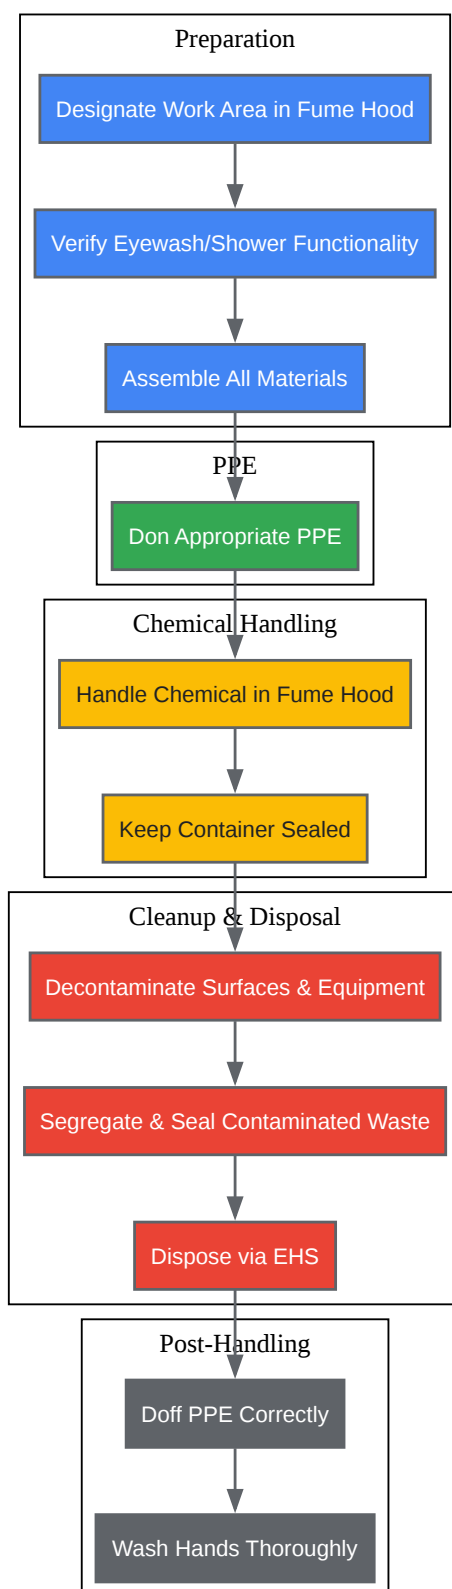 Preparation
Designate Work Area in Fume Hood
Verify Eyewash/Shower Functionality
Assemble All Materials
PPE
Don Appropriate PPE
Chemical Handling
Handle Chemical in Fume Hood
Keep Container Sealed
Cleanup & Disposal
Decontaminate Surfaces & Equipment
Segregate & Seal Contaminated Waste
Dispose via EHS
Post-Handling
Doff PPE Correctly
Wash Hands Thoroughly